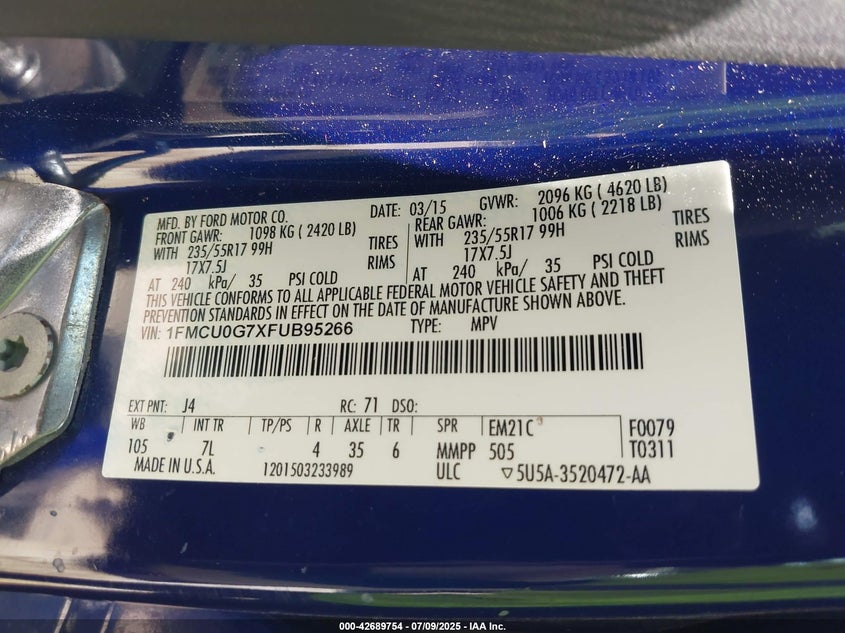 MFD. BY FORD MOTOR CO. DATE: 03/15 GVWR: 2096 KG ( 4620 LB)
FRONT GAWR: 1098 KG ( 2420 LB) REAR GAWR: 1006 KG ( 2218 LB)
WITH 235/55R17 99H TIRES WITH 235/55R17 99H TIRES
17X7.5J RIMS 17X7.5J RIMS
AT 240 kPa/ 35 PSI COLD AT 240 kPa/ 35 PSI COLD
THIS VEHICLE CONFORMS TO ALL APPLICABLE FEDERAL MOTOR VEHICLE SAFETY AND THEFT
PREVENTION STANDARDS IN EFFECT ON THE DATE OF MANUFACTURE SHOWN ABOVE.
VIN: 1FMCU0G7XFUB95266 TYPE: MPV
EXT PNT: J4 RC: 71 DSO:
WB INT TR TP/PS R AXLE TR SPR EM21C F0079
105 7L 4 35 6 MMPP 505 T0311
MADE IN U.S.A. 1201503233989 ULC ▽5U5A-3520472-AA
000-42689754 / 07/09/2025 - IAA Inc.